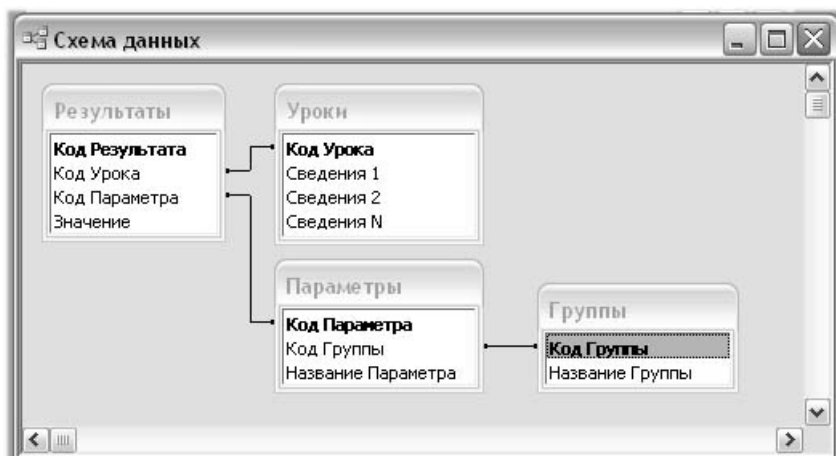 Схема данных
Результаты
Код Результата
Код Урока
Код Параметра
Значение
Уроки
Код Урока
Сведения 1
Сведения 2
Сведения N
Параметры
Код Параметра
Код Группы
Название Параметра
Группы
Код Группы
Название Группы